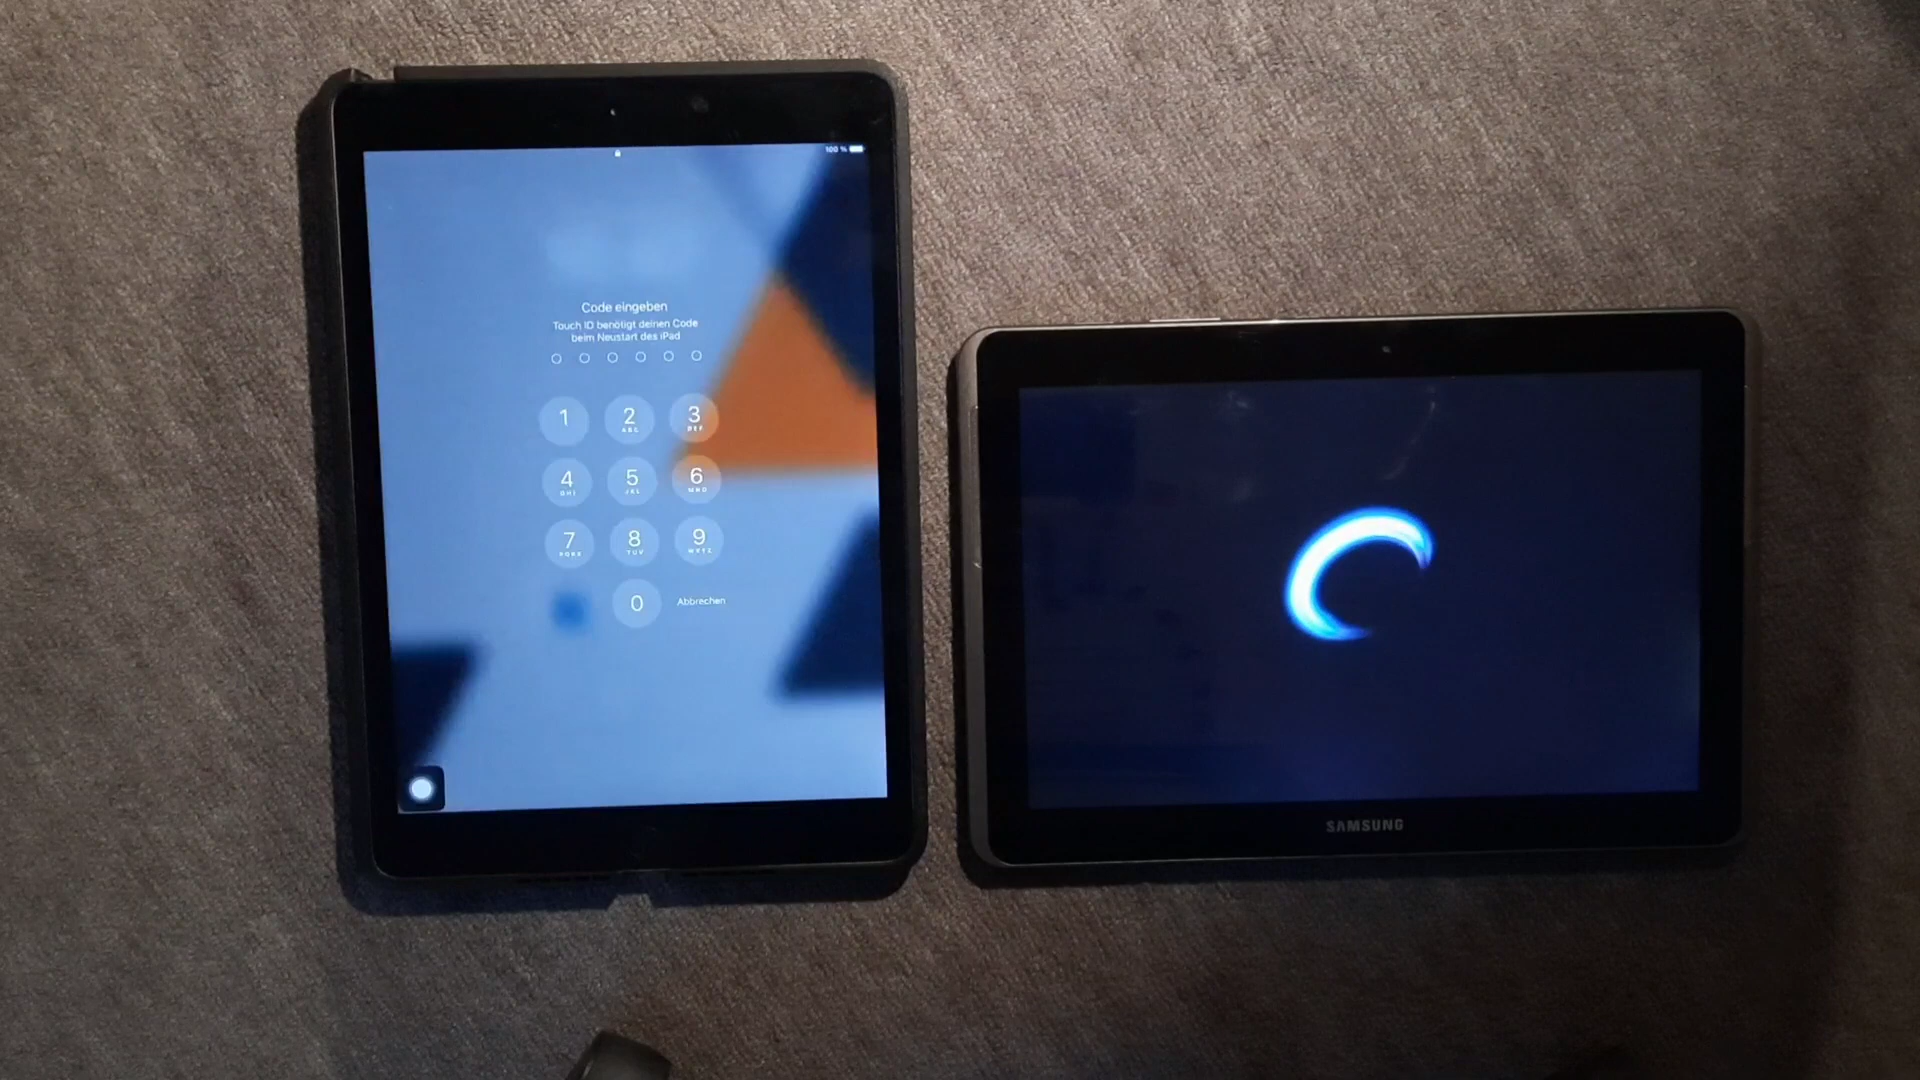 100 %
Code eingeben
Touch ID benötigt deinen Code
beim Neustart des iPad
1
2
ABC
3
DEF
4
GHI
5
JKL
6
MNO
7
PQRS
8
TUV
9
WXYZ
0
Abbrechen
SAMSUNG